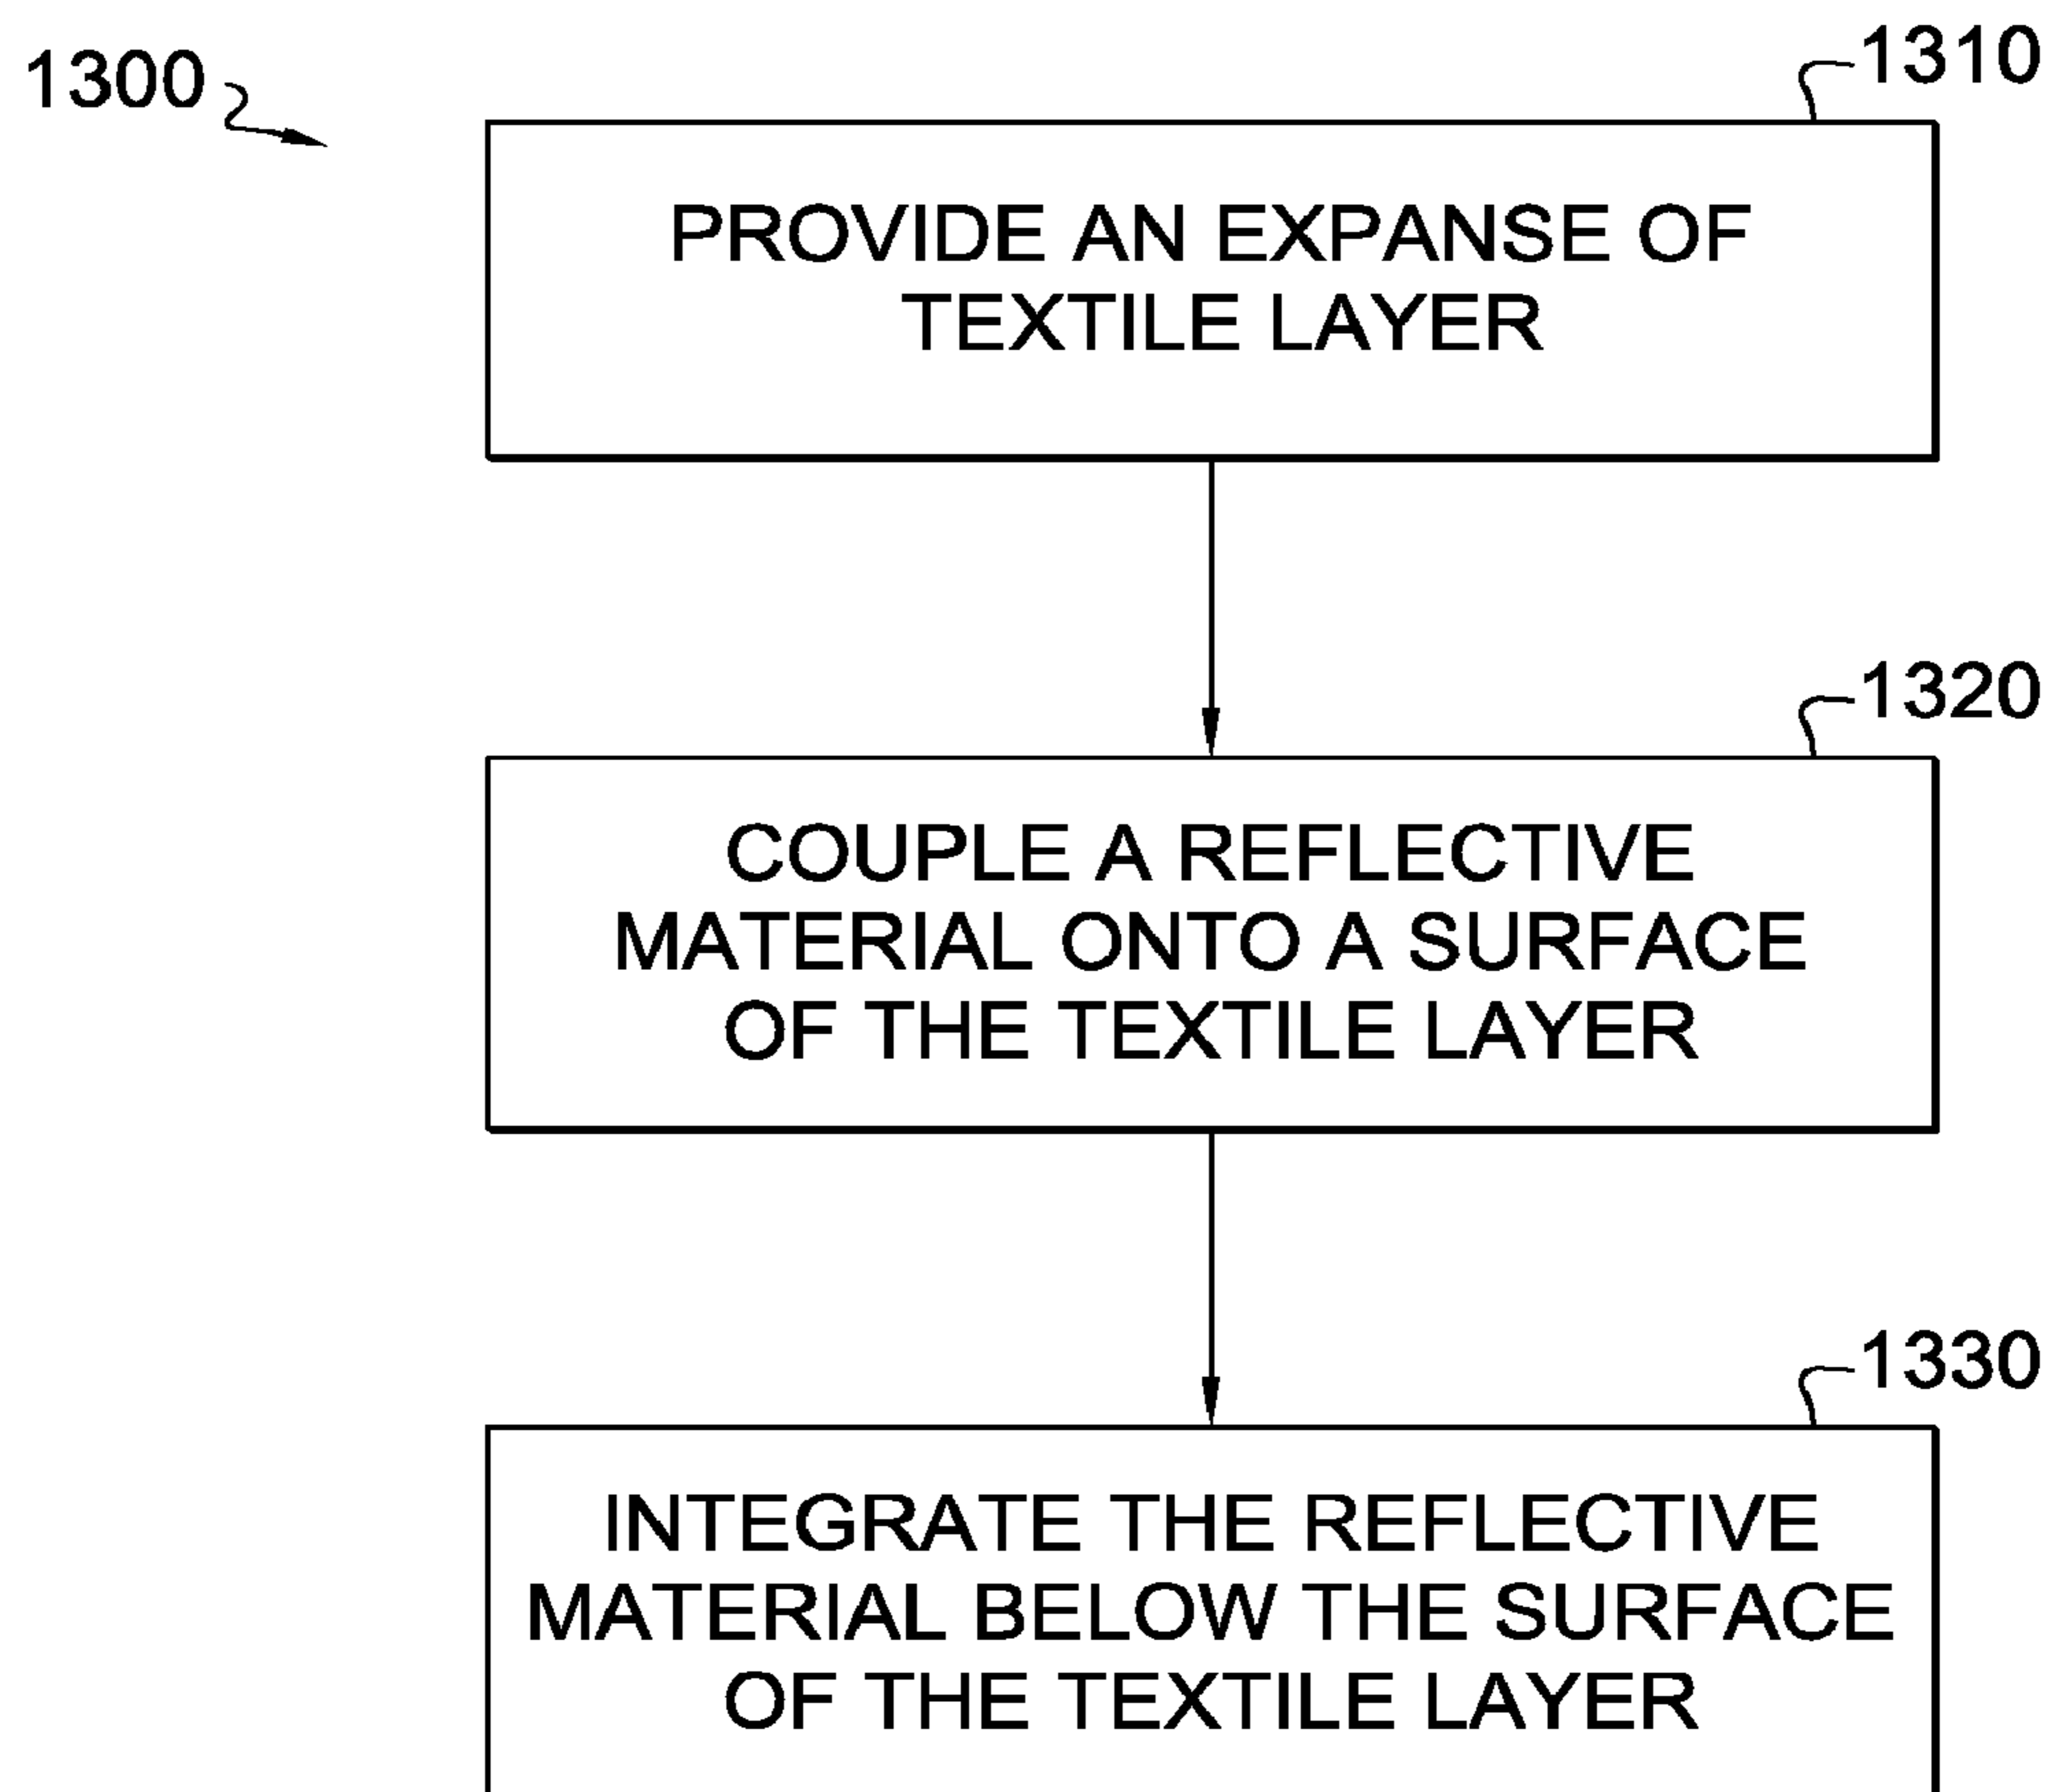 1300
1310
PROVIDE AN EXPANSE OF
TEXTILE LAYER
1320
COUPLE A REFLECTIVE
MATERIAL ONTO A SURFACE
OF THE TEXTILE LAYER
1330
INTEGRATE THE REFLECTIVE
MATERIAL BELOW THE SURFACE
OF THE TEXTILE LAYER